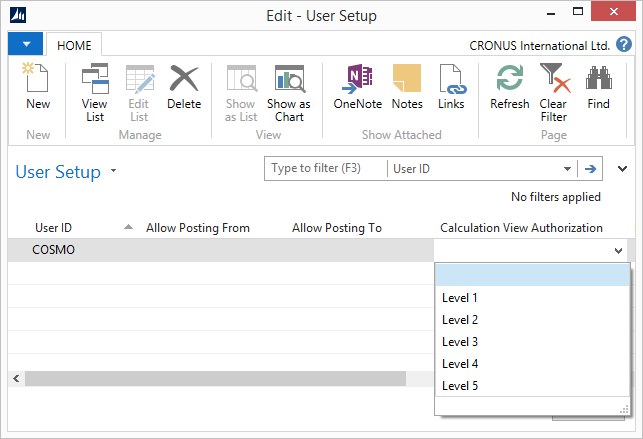 Edit - User Setup
HOME
CRONUS International Ltd.
New
View List
Edit List
Delete
Show as List
Show as Chart
OneNote
Notes
Links
Refresh
Clear Filter
Find
New
Manage
View
Show Attached
Page
User Setup
Type to filter (F3)
User ID
No filters applied
User ID
Allow Posting From
Allow Posting To
Calculation View Authorization
COSMO
Level 1
Level 2
Level 3
Level 4
Level 5